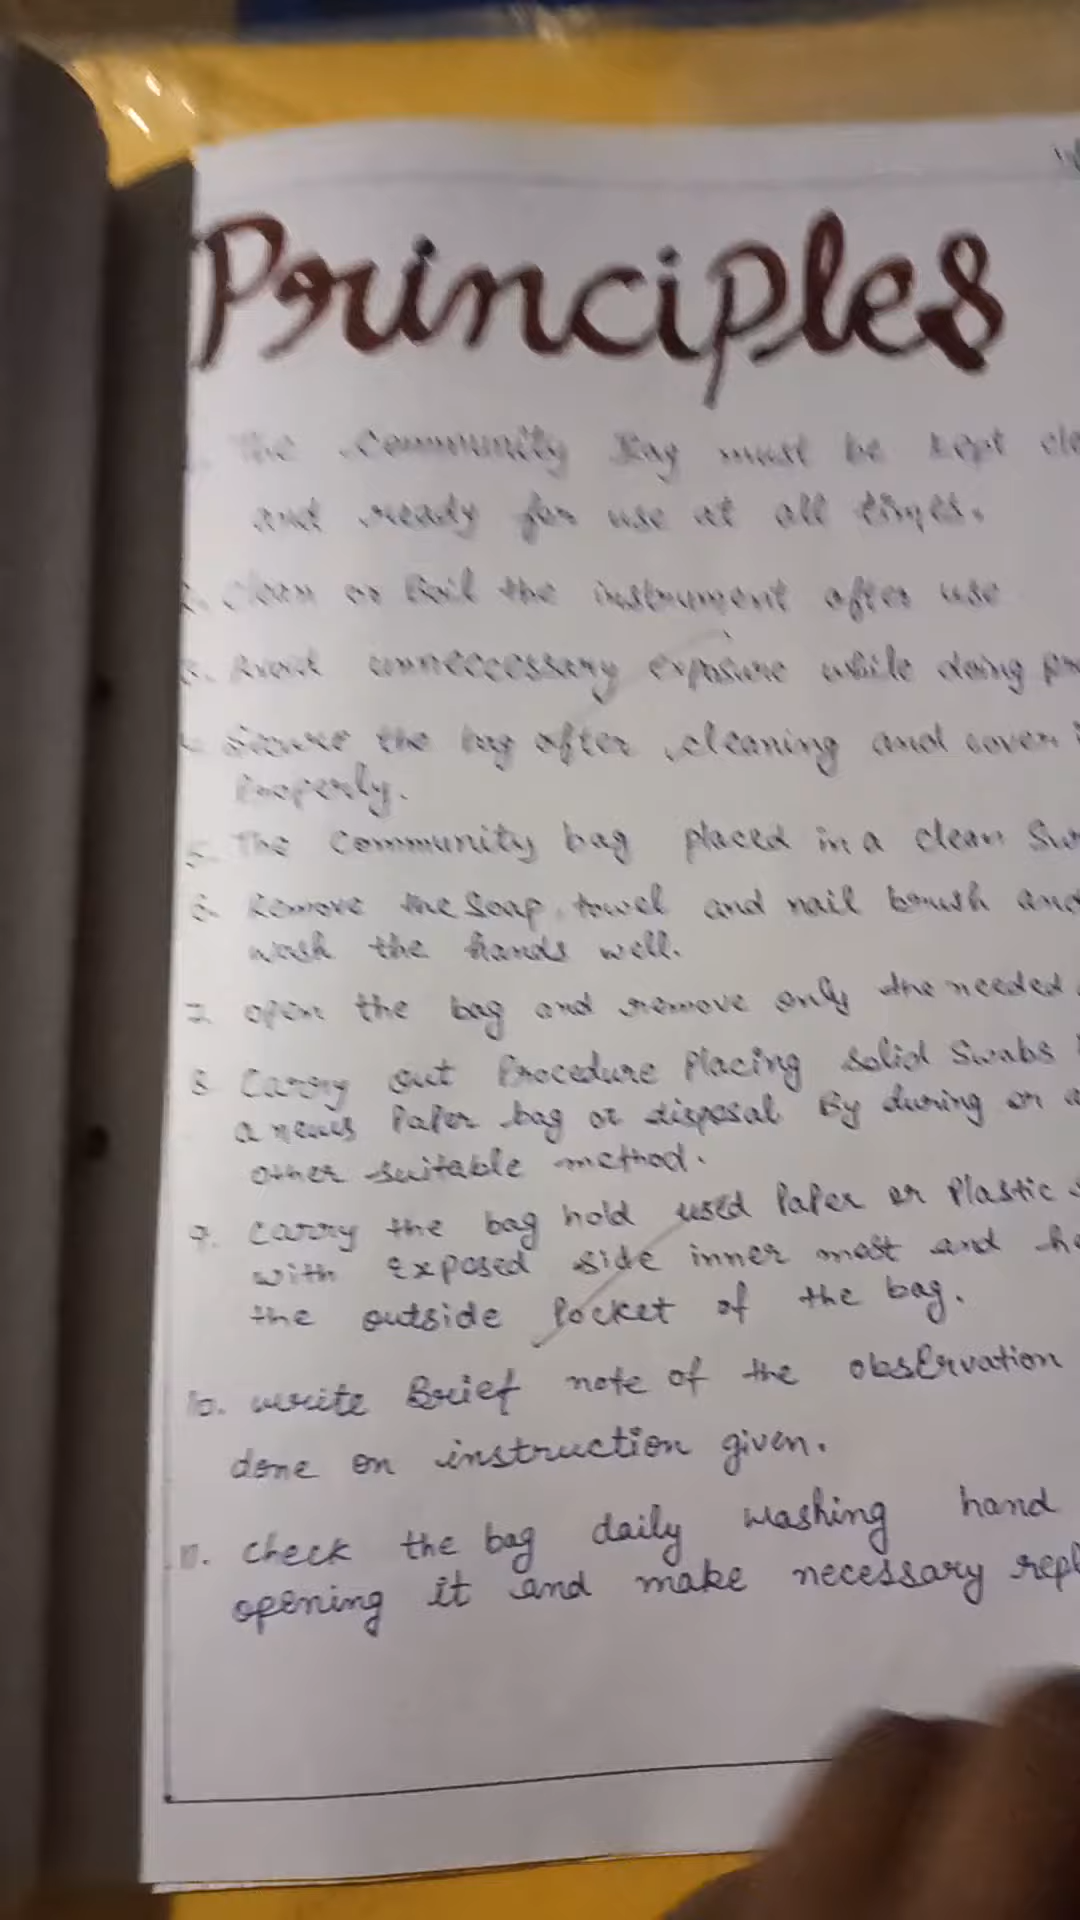 Principles
1. The Community Bag must be kept
and ready for use at all times.
2. Clean or Boil the instrument after use
3. Avoid unneccessary exposure while doing
4. Secure the bag after cleaning and cover
Properly.
5. The Community bag placed in a clean
6. Remove the Soap, towel and nail brush and
wash the hands well.
7. open the bag and remove only the needed
8. Carry out Procedure Placing solid Swabs
a news Paper bag or disposal By during or
other suitable method.
9. Carry the bag hold used Paper or Plastic
with exposed side inner most and
the outside Pocket of the bag.
10. write Brief note of the observation
done on instruction given.
11. Check the bag daily washing hand
opening it and make necessary